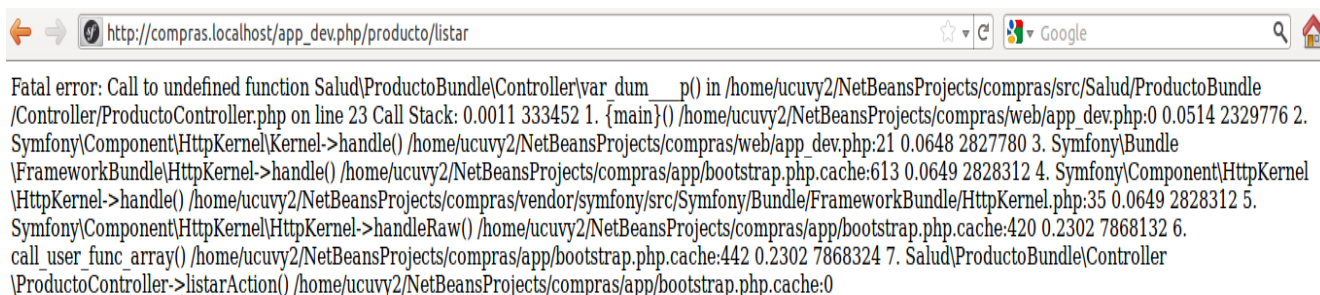 http://compras.localhost/app_dev.php/producto/listar
Google
Fatal error: Call to undefined function Salud\ProductoBundle\Controller\var_dum____p() in /home/ucuvy2/NetBeansProjects/compras/src/Salud/ProductoBundle
/Controller/ProductoController.php on line 23 Call Stack: 0.0011 333452 1. {main}() /home/ucuvy2/NetBeansProjects/compras/web/app_dev.php:0 0.0514 2329776 2.
Symfony\Component\HttpKernel\Kernel->handle() /home/ucuvy2/NetBeansProjects/compras/web/app_dev.php:21 0.0648 2827780 3. Symfony\Bundle
\FrameworkBundle\HttpKernel->handle() /home/ucuvy2/NetBeansProjects/compras/app/bootstrap.php.cache:613 0.0649 2828312 4. Symfony\Component\HttpKernel
\HttpKernel->handle() /home/ucuvy2/NetBeansProjects/compras/vendor/symfony/src/Symfony/Bundle/FrameworkBundle/HttpKernel.php:35 0.0649 2828312 5.
Symfony\Component\HttpKernel\HttpKernel->handleRaw() /home/ucuvy2/NetBeansProjects/compras/app/bootstrap.php.cache:420 0.2302 7868132 6.
call_user_func_array() /home/ucuvy2/NetBeansProjects/compras/app/bootstrap.php.cache:442 0.2302 7868324 7. Salud\ProductoBundle\Controller
\ProductoController->listarAction() /home/ucuvy2/NetBeansProjects/compras/app/bootstrap.php.cache:0